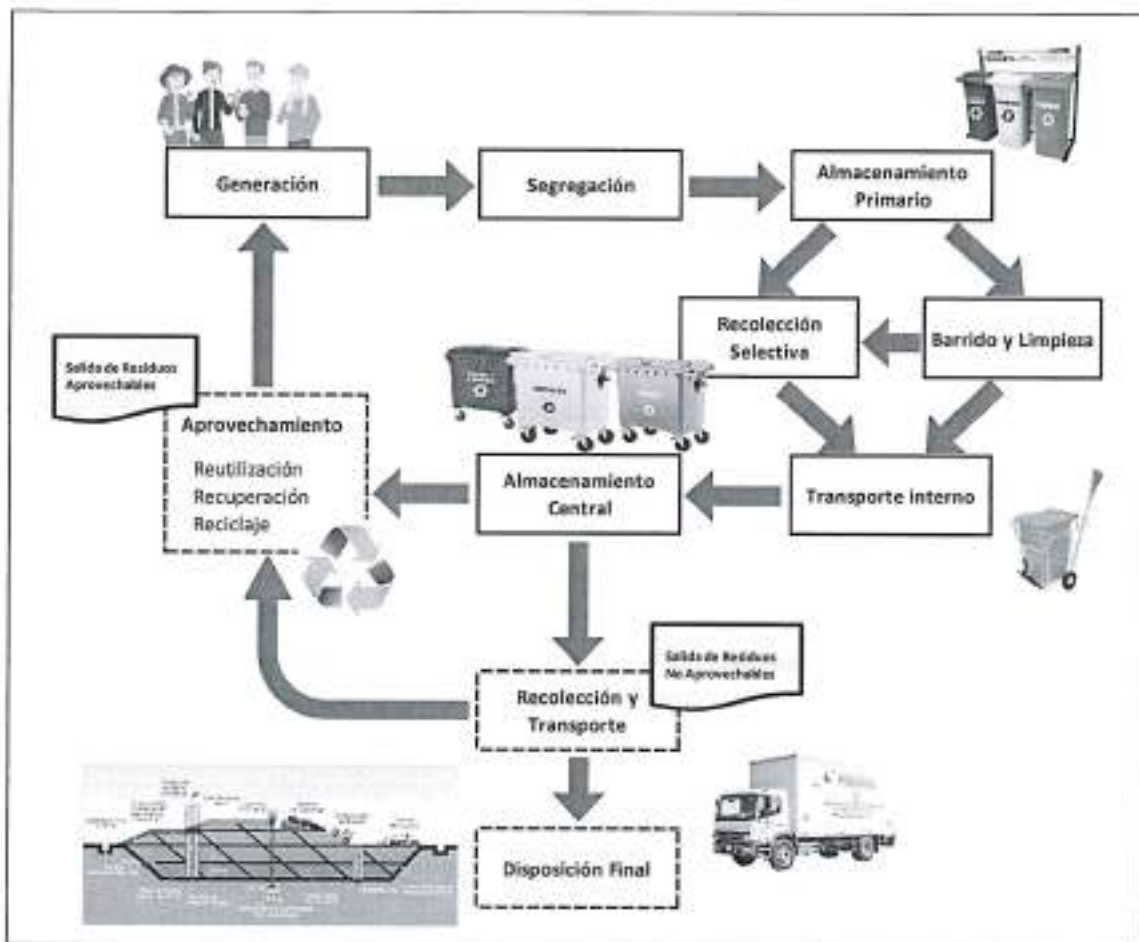 Generación
Segregación
Almacenamiento
Primario
Recolección
Selectiva
Barrido y Limpieza
Salida de Residuos
Aprovechables
Aprovechamiento
Reutilización
Recuperación
Reciclaje
Almacenamiento
Central
Transporte interno
Salida de Residuos
No Aprovechables
Recolección y
Transporte
Disposición Final